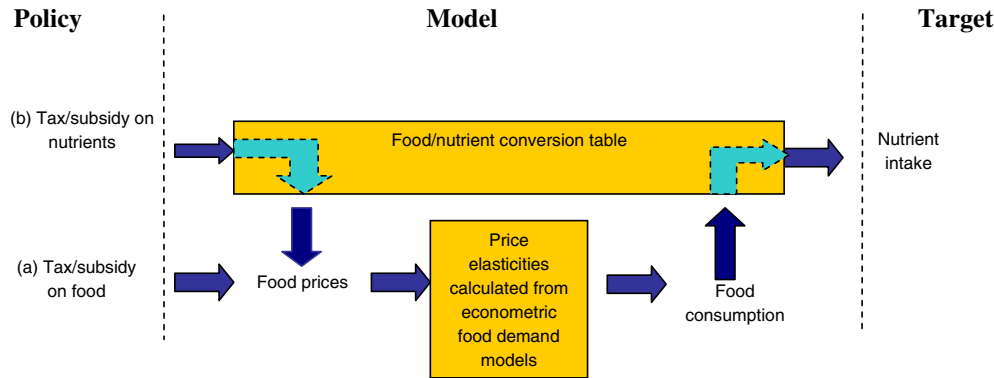 Policy Model Target
(b) Tax/subsidy on
nutrients
Food/nutrient conversion table
Nutrient
intake
(a) Tax/subsidy
on food
Food prices
Price
elasticities
calculated from
econometric
food demand
models
Food
consumption